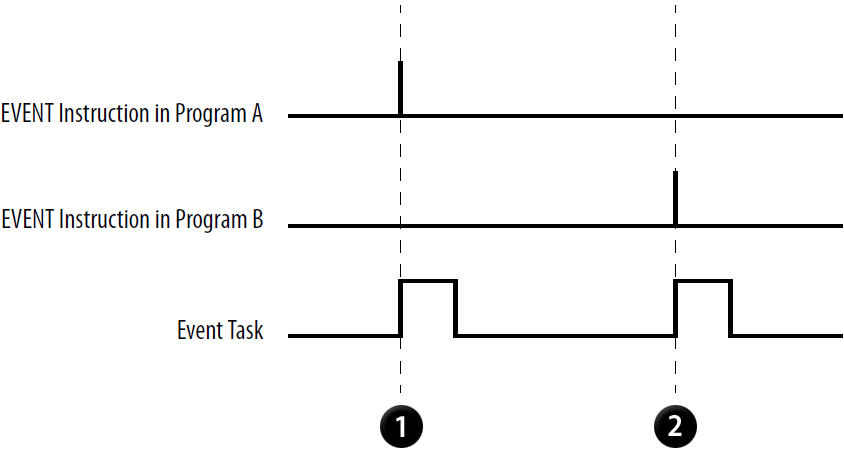 EVENT Instruction in Program A
EVENT Instruction in Program B
Event Task
1
2